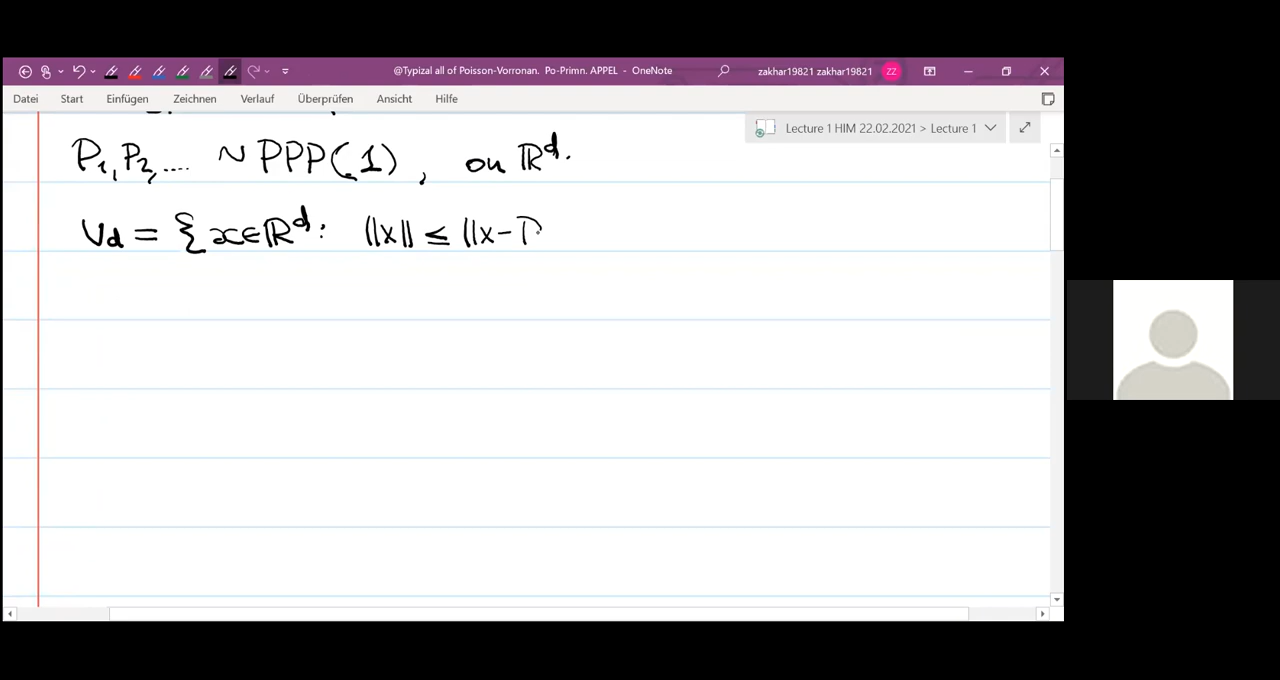 @Typizal all of Poisson-Vorronan. Po-Primn. APPEL - OneNote
zakhar19821 zakhar19821
ZZ
Datei Start Einfügen Zeichnen Verlauf Überprüfen Ansicht Hilfe
Lecture 1 HIM 22.02.2021 > Lecture 1
P₁, P₂, .... ~ PPP(.1), on ℝᵈ.
V_d = { x∈ℝᵈ: ||x|| ≤ ||x-P